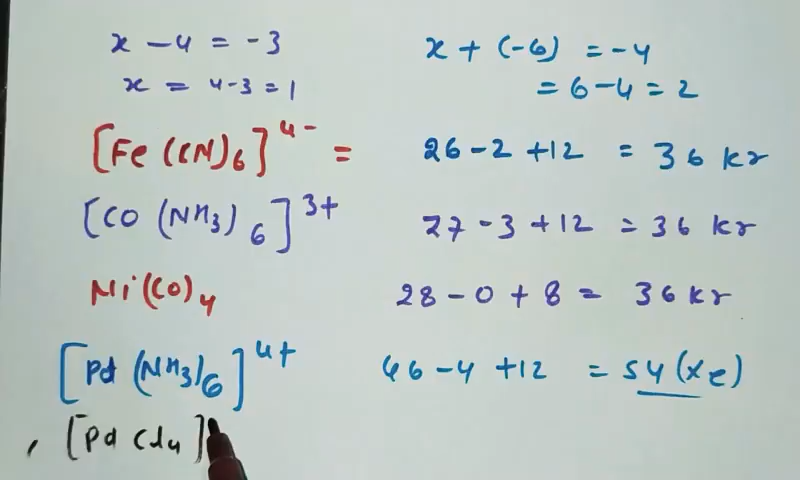 x - 4 = -3
x = 4-3 = 1
x + (-6) = -4
= 6-4 = 2
[Fe (CN)6]4- = 26-2+12 = 36 kr
[CO (NH3)6]3+ 27-3+12 = 36 kr
Ni(CO)4 28-0+8 = 36 kr
[Pd (NH3)6]4+ 46-4+12 = 54 (Xe)
, [Pd Cl4]